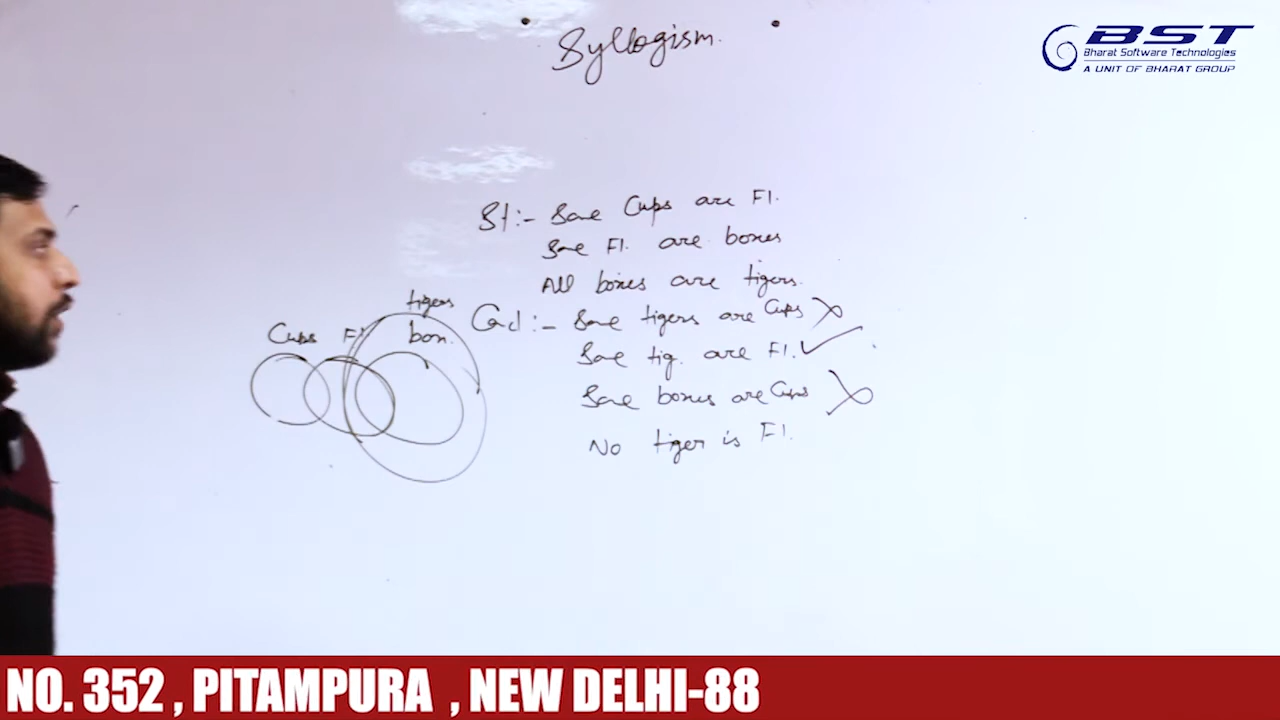 Syllogism.
BST
Bharat Software Technologies
A UNIT OF BHARAT GROUP
St:- Some Cups are Fl.
Some Fl. are boxes
All boxes are tigers.
Cups Fl tigers
box.
Cocl:- Some tigers are Cups
Some tig. are Fl.
Some boxes are Cups
No tiger is Fl.
NO. 352 , PITAMPURA , NEW DELHI-88